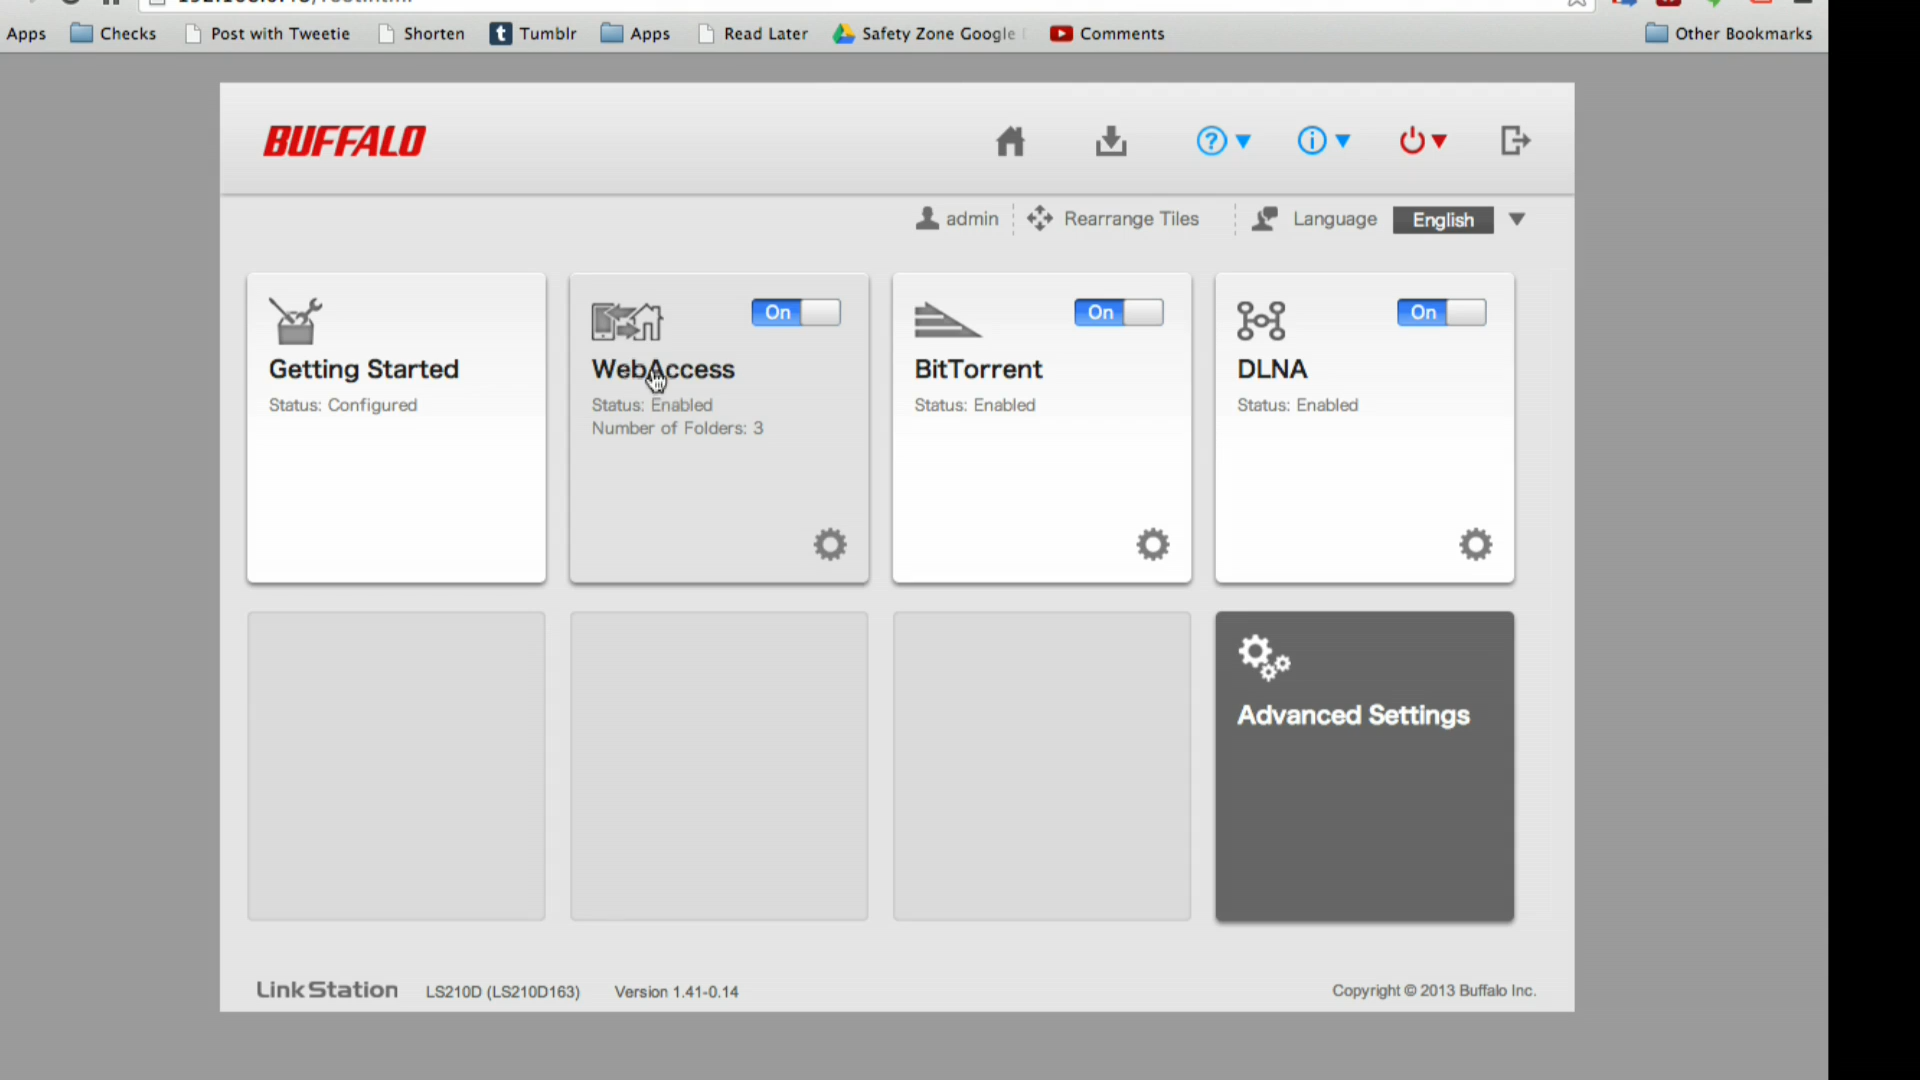 Apps Checks Post with Tweetie Shorten Tumblr Apps Read Later Safety Zone Google Comments Other Bookmarks
BUFFALO
admin Rearrange Tiles Language English
On On On
Getting Started WebAccess BitTorrent DLNA
Status: Configured Status: Enabled Status: Enabled Status: Enabled
Number of Folders: 3
Advanced Settings
LinkStation LS210D (LS210D163) Version 1.41-0.14 Copyright © 2013 Buffalo Inc.